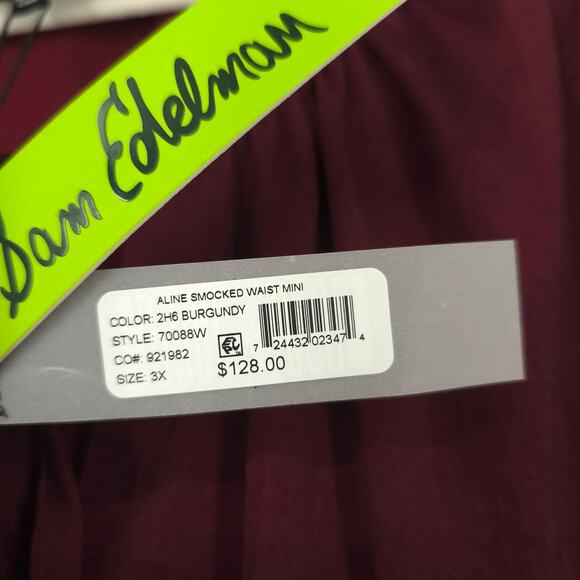 Sam Edelman
ALINE SMOCKED WAIST MINI
COLOR: 2H6 BURGUNDY
STYLE: 70088W
CO#: 921982
SIZE: 3X
7 24432 02347 4
$128.00